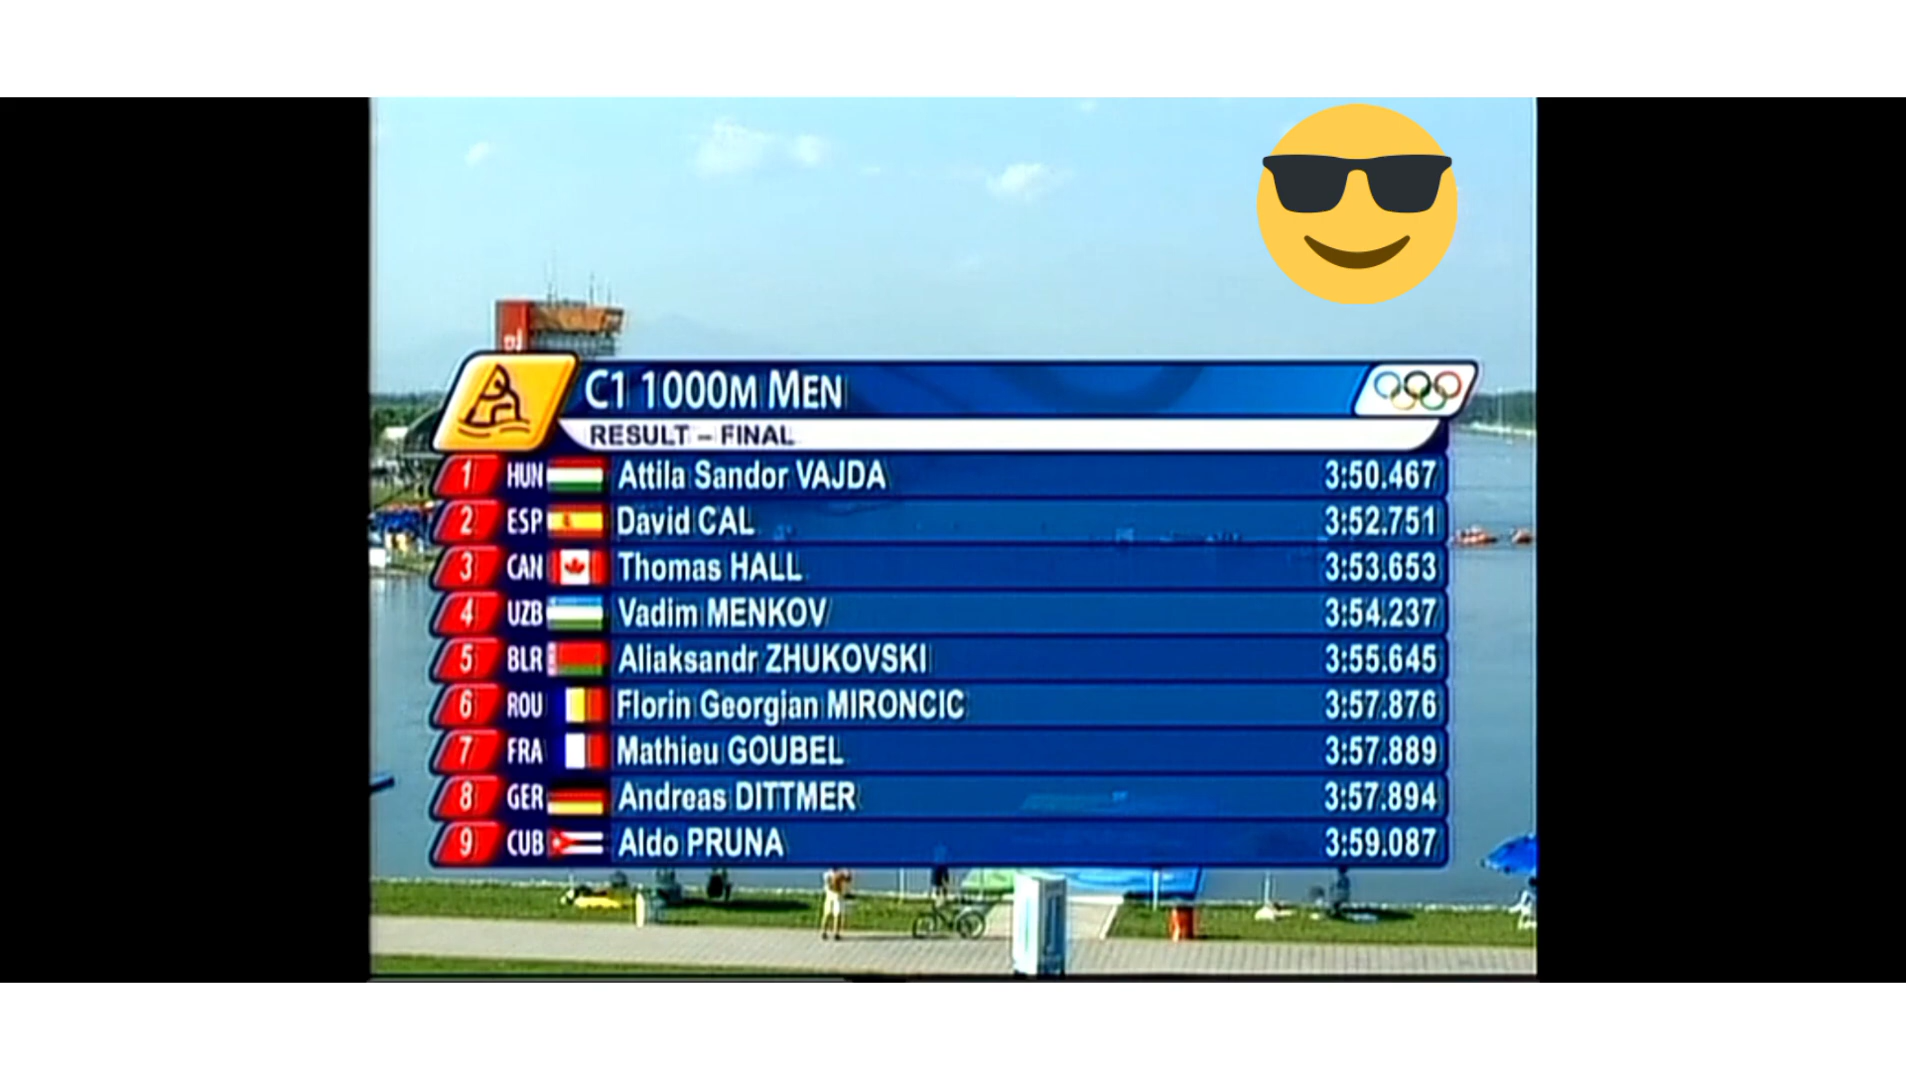 C1 1000M MEN
RESULT – FINAL
1 HUN Attila Sandor VAJDA 3:50.467
2 ESP David CAL 3:52.751
3 CAN Thomas HALL 3:53.653
4 UZB Vadim MENKOV 3:54.237
5 BLR Aliaksandr ZHUKOVSKI 3:55.645
6 ROU Florin Georgian MIRONCIC 3:57.876
7 FRA Mathieu GOUBEL 3:57.889
8 GER Andreas DITTMER 3:57.894
9 CUB Aldo PRUNA 3:59.087